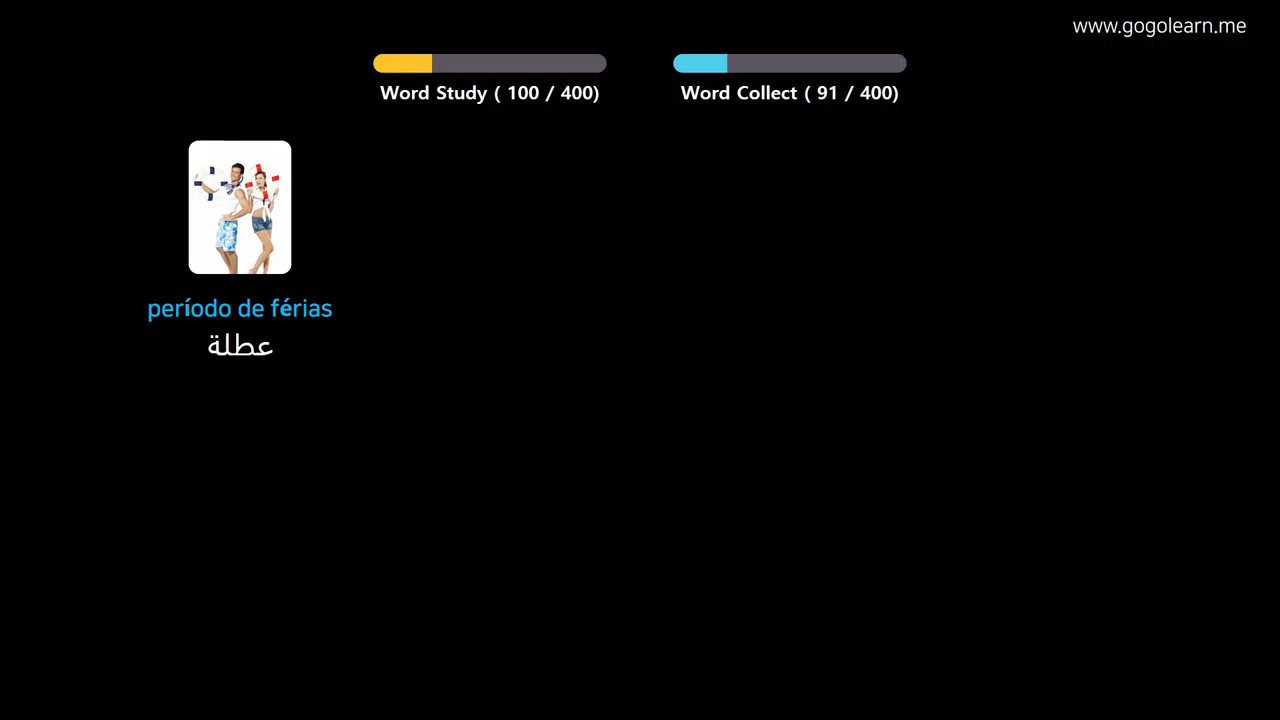 www.gogolearn.me
Word Study ( 100 / 400)
Word Collect ( 91 / 400)
período de férias
عطلة